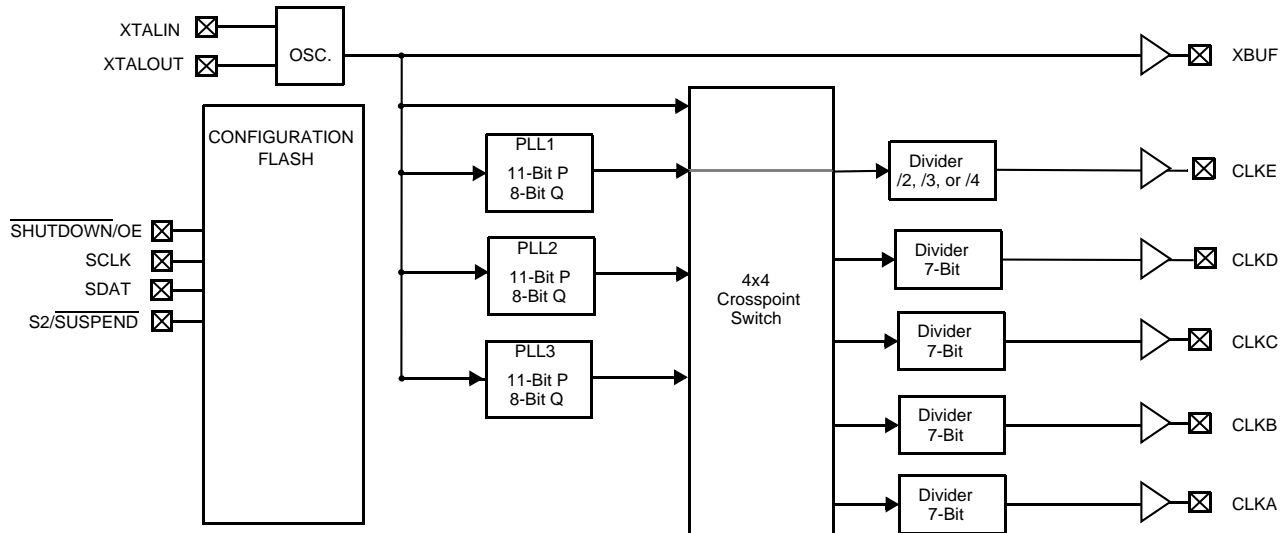 XTALIN
XTALOUT
OSC.
XBUF
CONFIGURATION
FLASH
SHUTDOWN/OE
SCLK
SDAT
S2/SUSPEND
PLL1
11-Bit P
8-Bit Q
PLL2
11-Bit P
8-Bit Q
PLL3
11-Bit P
8-Bit Q
4x4
Crosspoint
Switch
Divider
/2, /3, or /4
CLKE
Divider
7-Bit
CLKD
Divider
7-Bit
CLKC
Divider
7-Bit
CLKB
Divider
7-Bit
CLKA